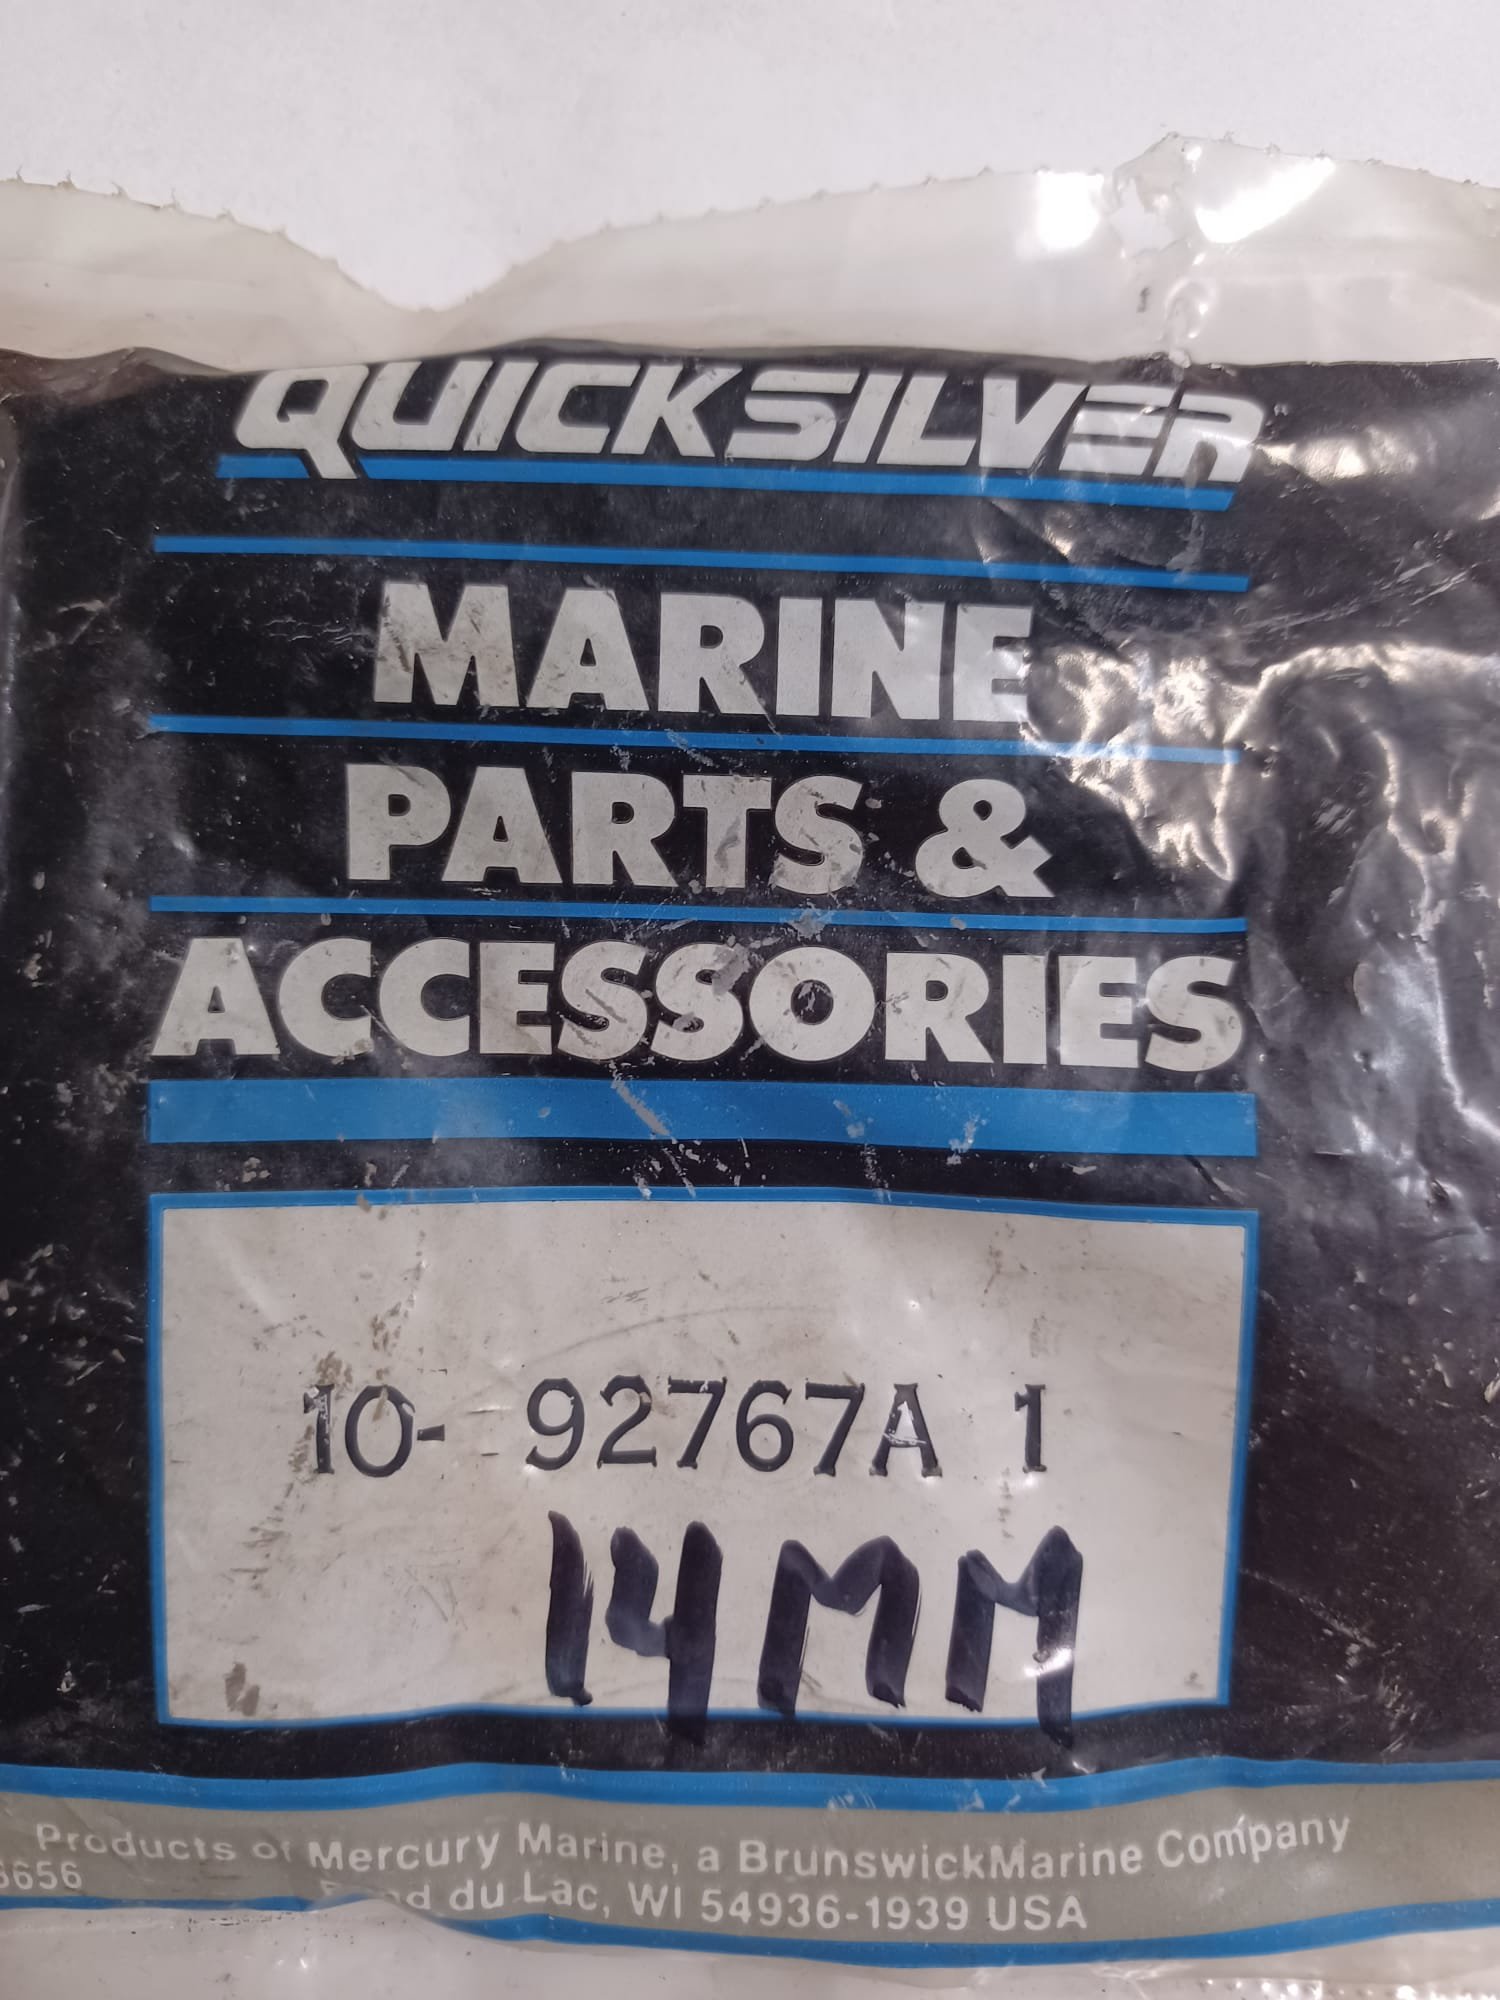 QUICKSILVER
MARINE
PARTS &
ACCESSORIES
10- 92767A 1
14MM
Products of Mercury Marine, a BrunswickMarine Company
du Lac, WI 54936-1939 USA